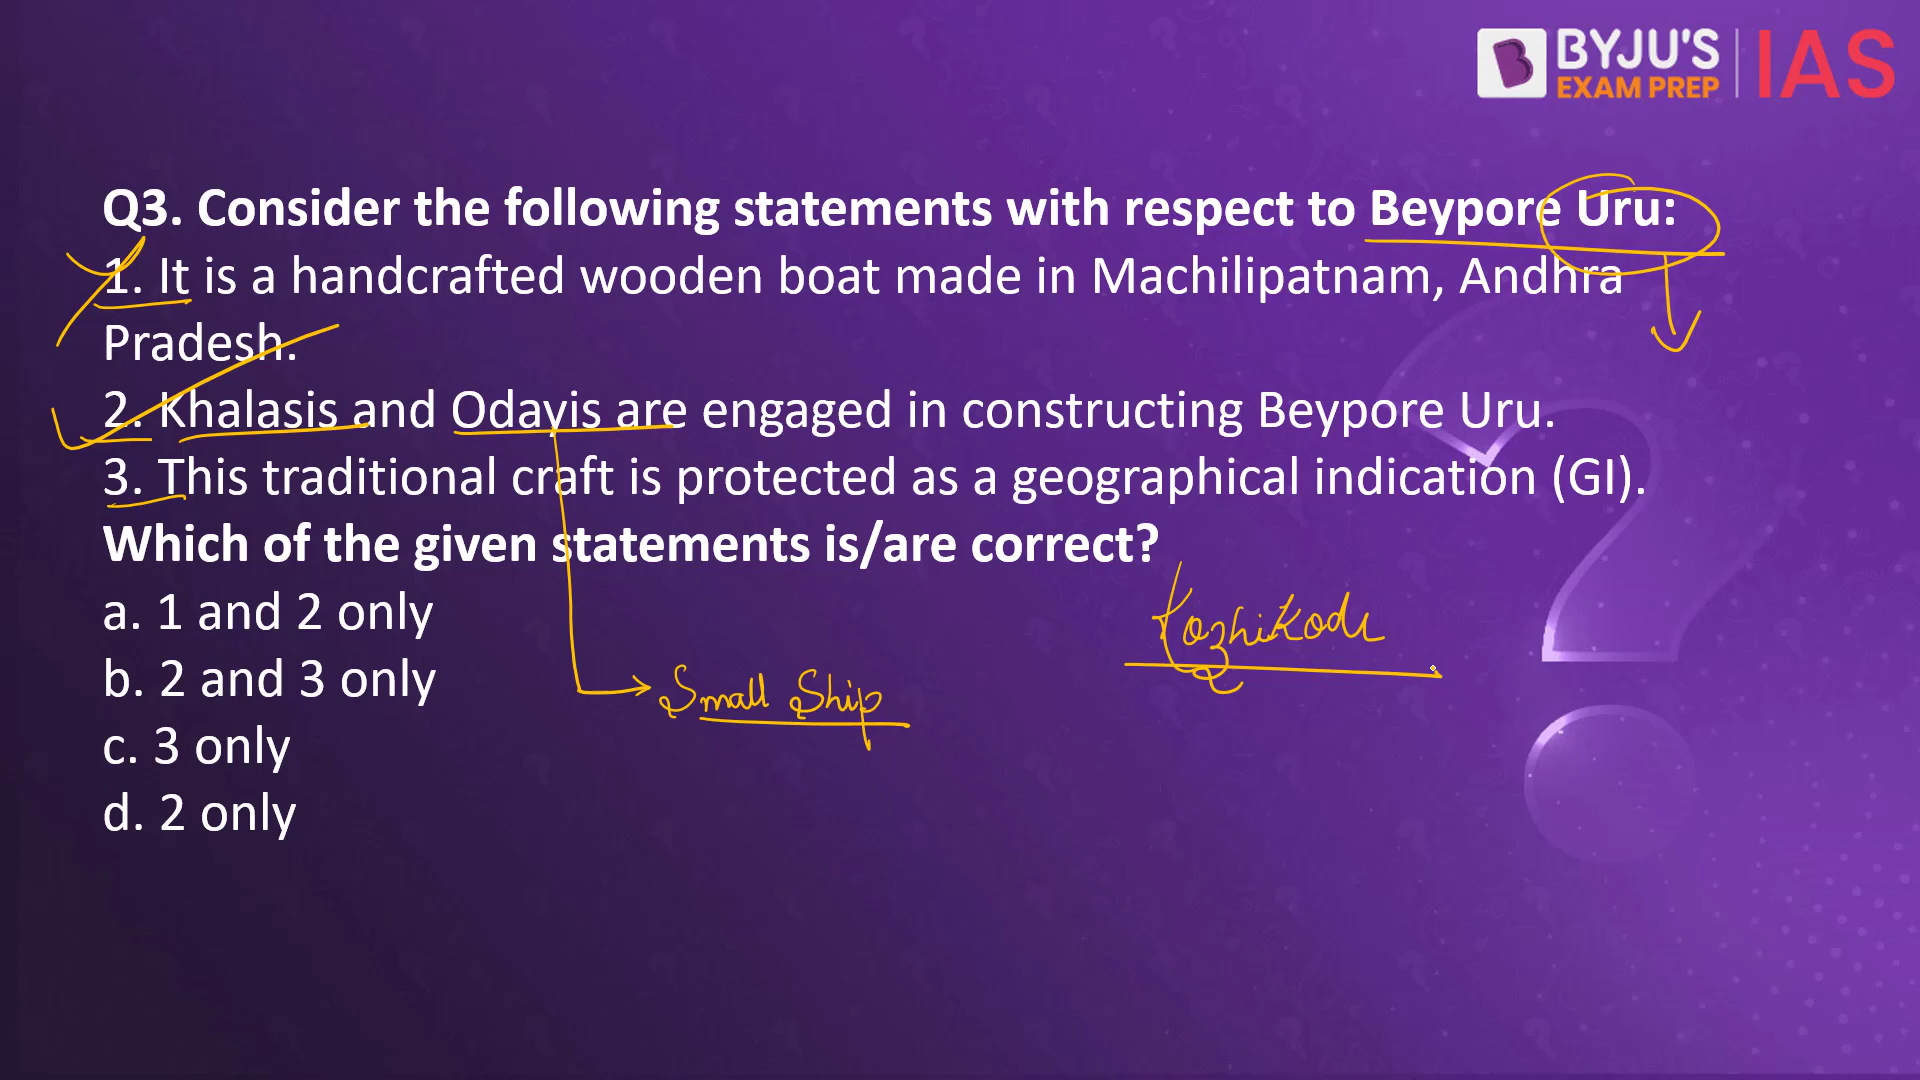 BYJU'S
EXAM PREP
IAS
Q3. Consider the following statements with respect to Beypore Uru:
1. It is a handcrafted wooden boat made in Machilipatnam, Andhra
Pradesh.
2. Khalasis and Odayis are engaged in constructing Beypore Uru.
3. This traditional craft is protected as a geographical indication (GI).
Which of the given statements is/are correct?
a. 1 and 2 only
Kozhikode
b. 2 and 3 only
Small Ship
c. 3 only
d. 2 only